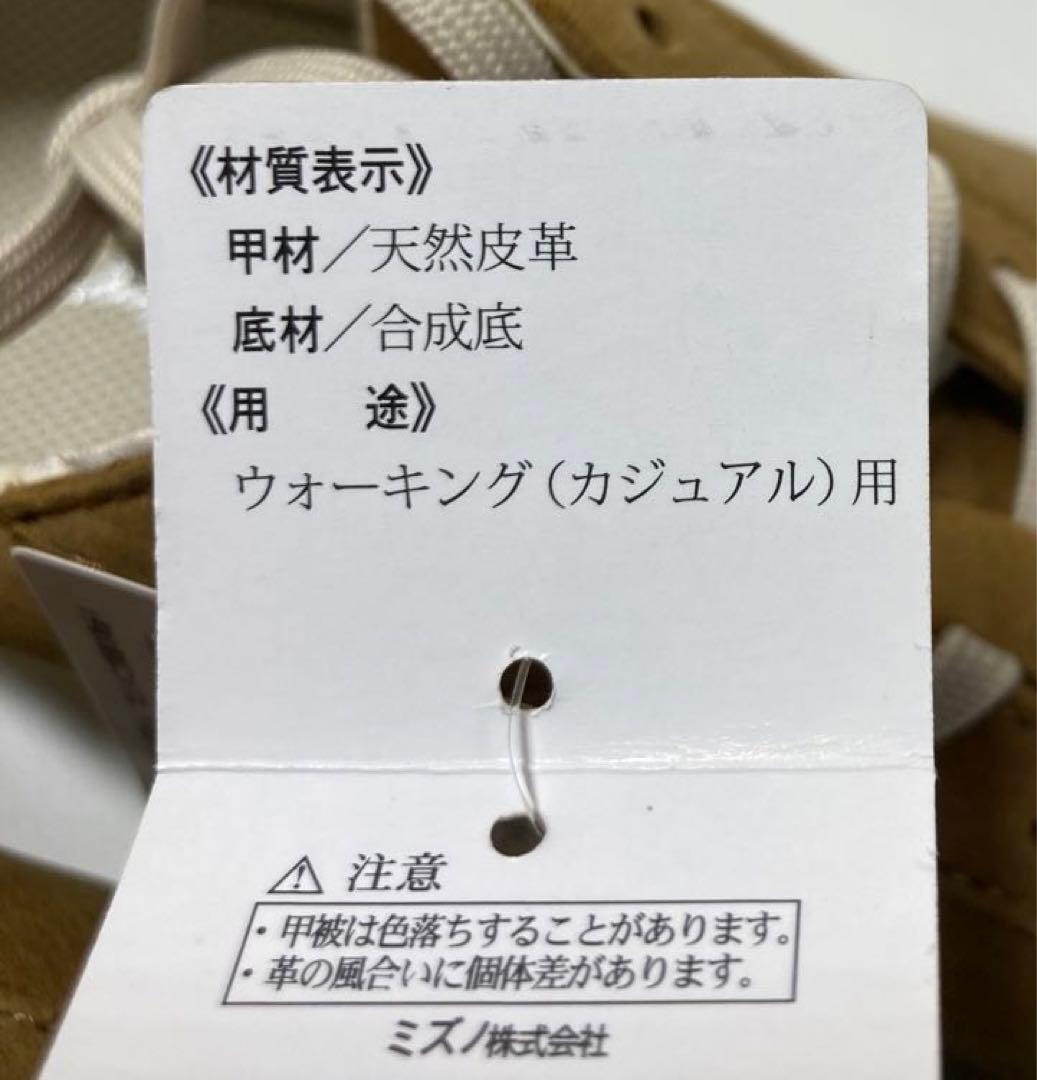 《材質表示》
甲材／天然皮革
底材／合成底
《用　　途》
ウォーキング（カジュアル）用
⚠ 注意
・甲被は色落ちすることがあります。
・革の風合いに個体差があります。
ミズノ株式会社